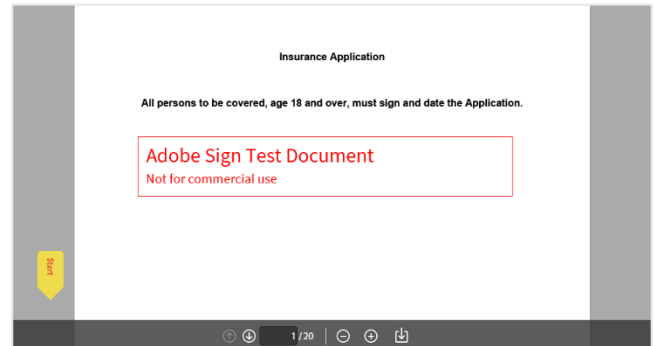 Insurance Application
All persons to be covered, age 18 and over, must sign and date the Application.
Adobe Sign Test Document
Not for commercial use
Start
1/20